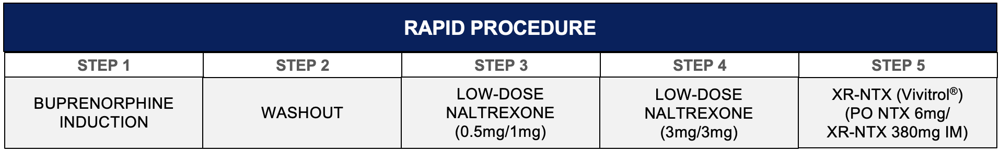 RAPID PROCEDURE
STEP 1
STEP 2
STEP 3
STEP 4
STEP 5
BUPRENORPHINE
INDUCTION
WASHOUT
LOW-DOSE
NALTREXONE
(0.5mg/1mg)
LOW-DOSE
NALTREXONE
(3mg/3mg)
XR-NTX (Vivitrol®)
(PO NTX 6mg/
XR-NTX 380mg IM)